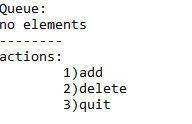 Queue:
no elements
--------
actions:
1)add
2)delete
3)quit